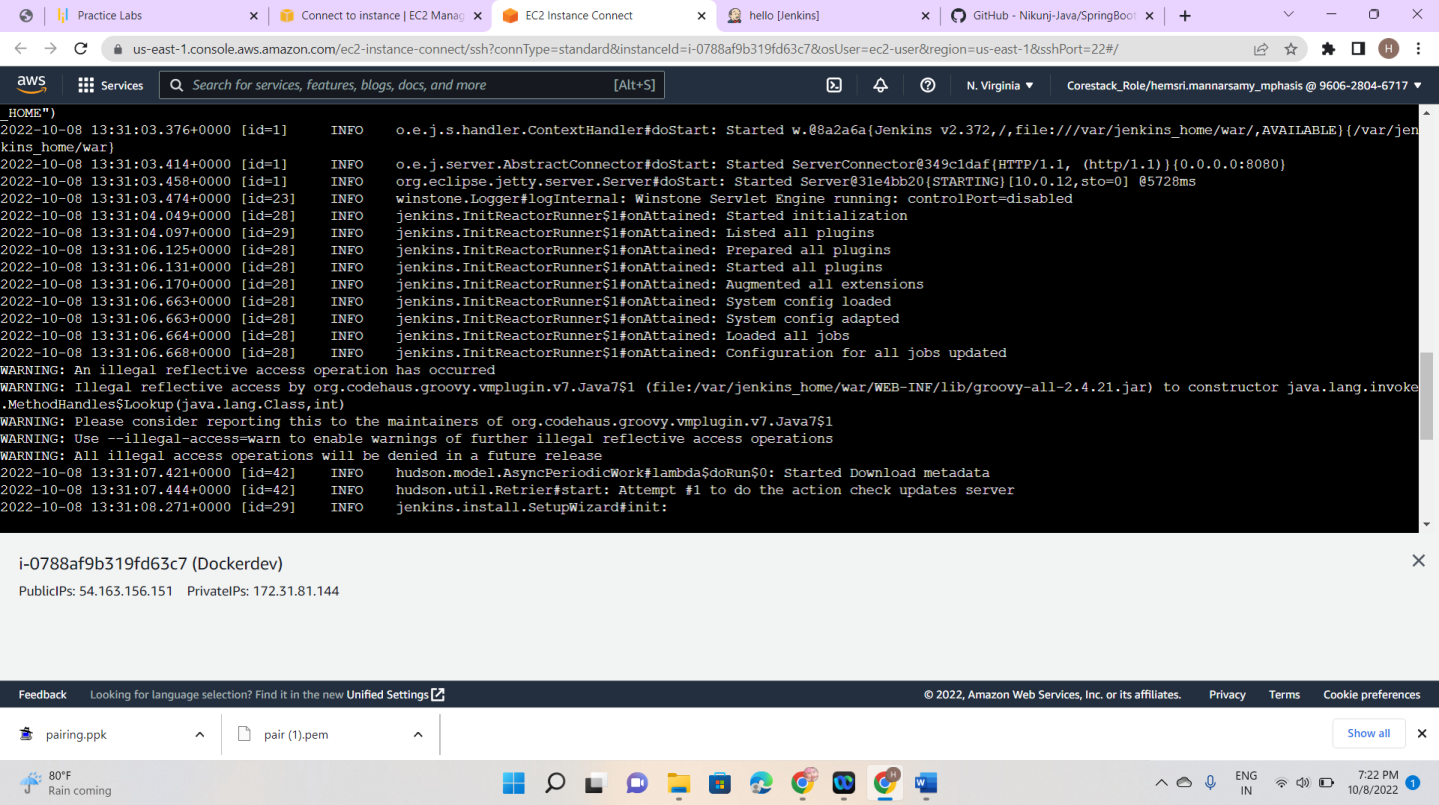 Practice Labs
Connect to instance | EC2 Manag
EC2 Instance Connect
hello [Jenkins]
GitHub - Nikunj-Java/SpringBoot
us-east-1.console.aws.amazon.com/ec2-instance-connect/ssh?connType=standard&instanceId=i-0788af9b319fd63c7&osUser=ec2-user&region=us-east-1&sshPort=22#/
H
aws
Services
Search for services, features, blogs, docs, and more
[Alt+S]
N. Virginia
Corestack_Role/hemsri.mannarsamy_mphasis @ 9606-2804-6717
_HOME")
2022-10-08 13:31:03.376+0000 [id=1] INFO o.e.j.s.handler.ContextHandler#doStart: Started w.@8a2a6a{Jenkins v2.372,/,file:///var/jenkins_home/war/,AVAILABLE}{/var/jen
kins_home/war}
2022-10-08 13:31:03.414+0000 [id=1] INFO o.e.j.server.AbstractConnector#doStart: Started ServerConnector@349c1daf{HTTP/1.1, (http/1.1)}{0.0.0.0:8080}
2022-10-08 13:31:03.458+0000 [id=1] INFO org.eclipse.jetty.server.Server#doStart: Started Server@31e4bb20{STARTING}[10.0.12,sto=0] @5728ms
2022-10-08 13:31:03.474+0000 [id=23] INFO winstone.Logger#logInternal: Winstone Servlet Engine running: controlPort=disabled
2022-10-08 13:31:04.049+0000 [id=28] INFO jenkins.InitReactorRunner$1#onAttained: Started initialization
2022-10-08 13:31:04.097+0000 [id=29] INFO jenkins.InitReactorRunner$1#onAttained: Listed all plugins
2022-10-08 13:31:06.125+0000 [id=28] INFO jenkins.InitReactorRunner$1#onAttained: Prepared all plugins
2022-10-08 13:31:06.131+0000 [id=28] INFO jenkins.InitReactorRunner$1#onAttained: Started all plugins
2022-10-08 13:31:06.170+0000 [id=28] INFO jenkins.InitReactorRunner$1#onAttained: Augmented all extensions
2022-10-08 13:31:06.663+0000 [id=28] INFO jenkins.InitReactorRunner$1#onAttained: System config loaded
2022-10-08 13:31:06.663+0000 [id=28] INFO jenkins.InitReactorRunner$1#onAttained: System config adapted
2022-10-08 13:31:06.664+0000 [id=28] INFO jenkins.InitReactorRunner$1#onAttained: Loaded all jobs
2022-10-08 13:31:06.668+0000 [id=28] INFO jenkins.InitReactorRunner$1#onAttained: Configuration for all jobs updated
WARNING: An illegal reflective access operation has occurred
WARNING: Illegal reflective access by org.codehaus.groovy.vmplugin.v7.Java7$1 (file:/var/jenkins_home/war/WEB-INF/lib/groovy-all-2.4.21.jar) to constructor java.lang.invoke
.MethodHandles$Lookup(java.lang.Class,int)
WARNING: Please consider reporting this to the maintainers of org.codehaus.groovy.vmplugin.v7.Java7$1
WARNING: Use --illegal-access=warn to enable warnings of further illegal reflective access operations
WARNING: All illegal access operations will be denied in a future release
2022-10-08 13:31:07.421+0000 [id=42] INFO hudson.model.AsyncPeriodicWork#lambda$doRun$0: Started Download metadata
2022-10-08 13:31:07.444+0000 [id=42] INFO hudson.util.Retrier#start: Attempt #1 to do the action check updates server
2022-10-08 13:31:08.271+0000 [id=29] INFO jenkins.install.SetupWizard#init:
i-0788af9b319fd63c7 (Dockerdev)
PublicIPs: 54.163.156.151 PrivateIPs: 172.31.81.144
Feedback
Looking for language selection? Find it in the new Unified Settings
© 2022, Amazon Web Services, Inc. or its affiliates.
Privacy
Terms
Cookie preferences
pairing.ppk
pair (1).pem
Show all
80°F
Rain coming
ENG
IN
7:22 PM
10/8/2022
1